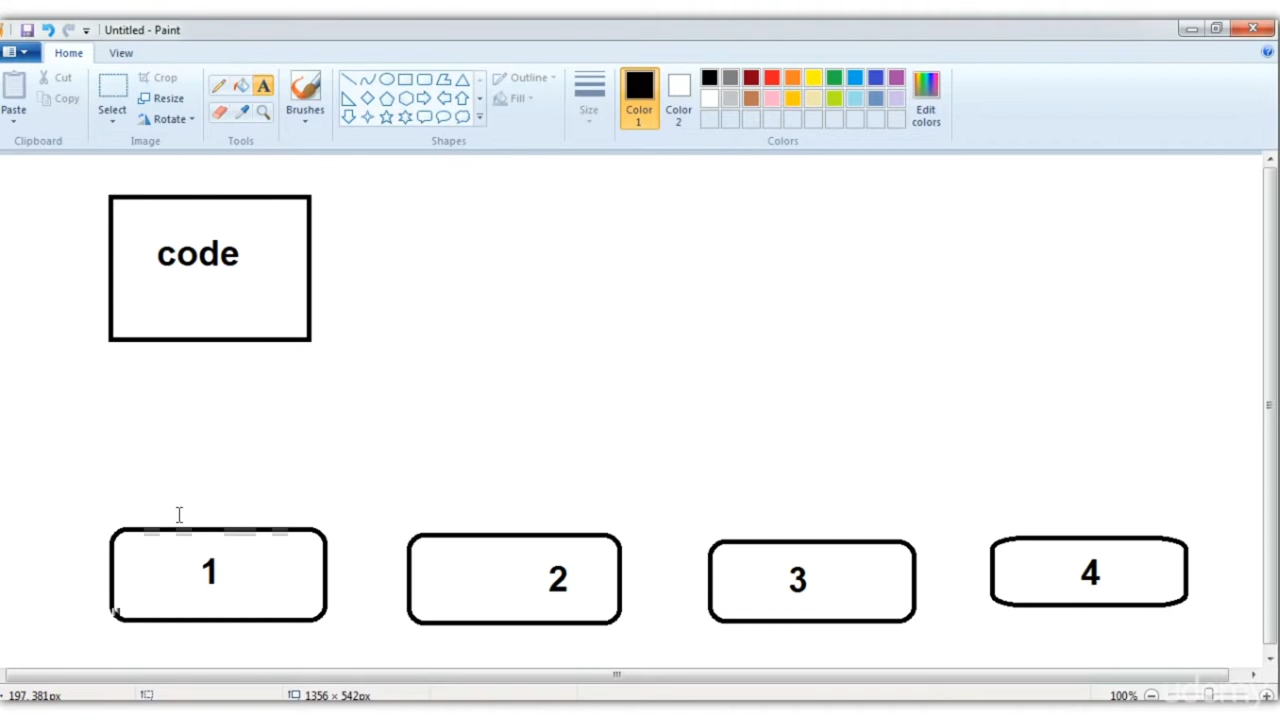 Untitled - Paint
Home
View
Paste
Cut
Copy
Clipboard
Select
Crop
Resize
Rotate
Image
A
Tools
Brushes
Shapes
Outline
Fill
Size
Color 1
Color 2
Edit colors
Colors
code
1
2
3
4
197, 381px
1356 × 542px
100%
udemy